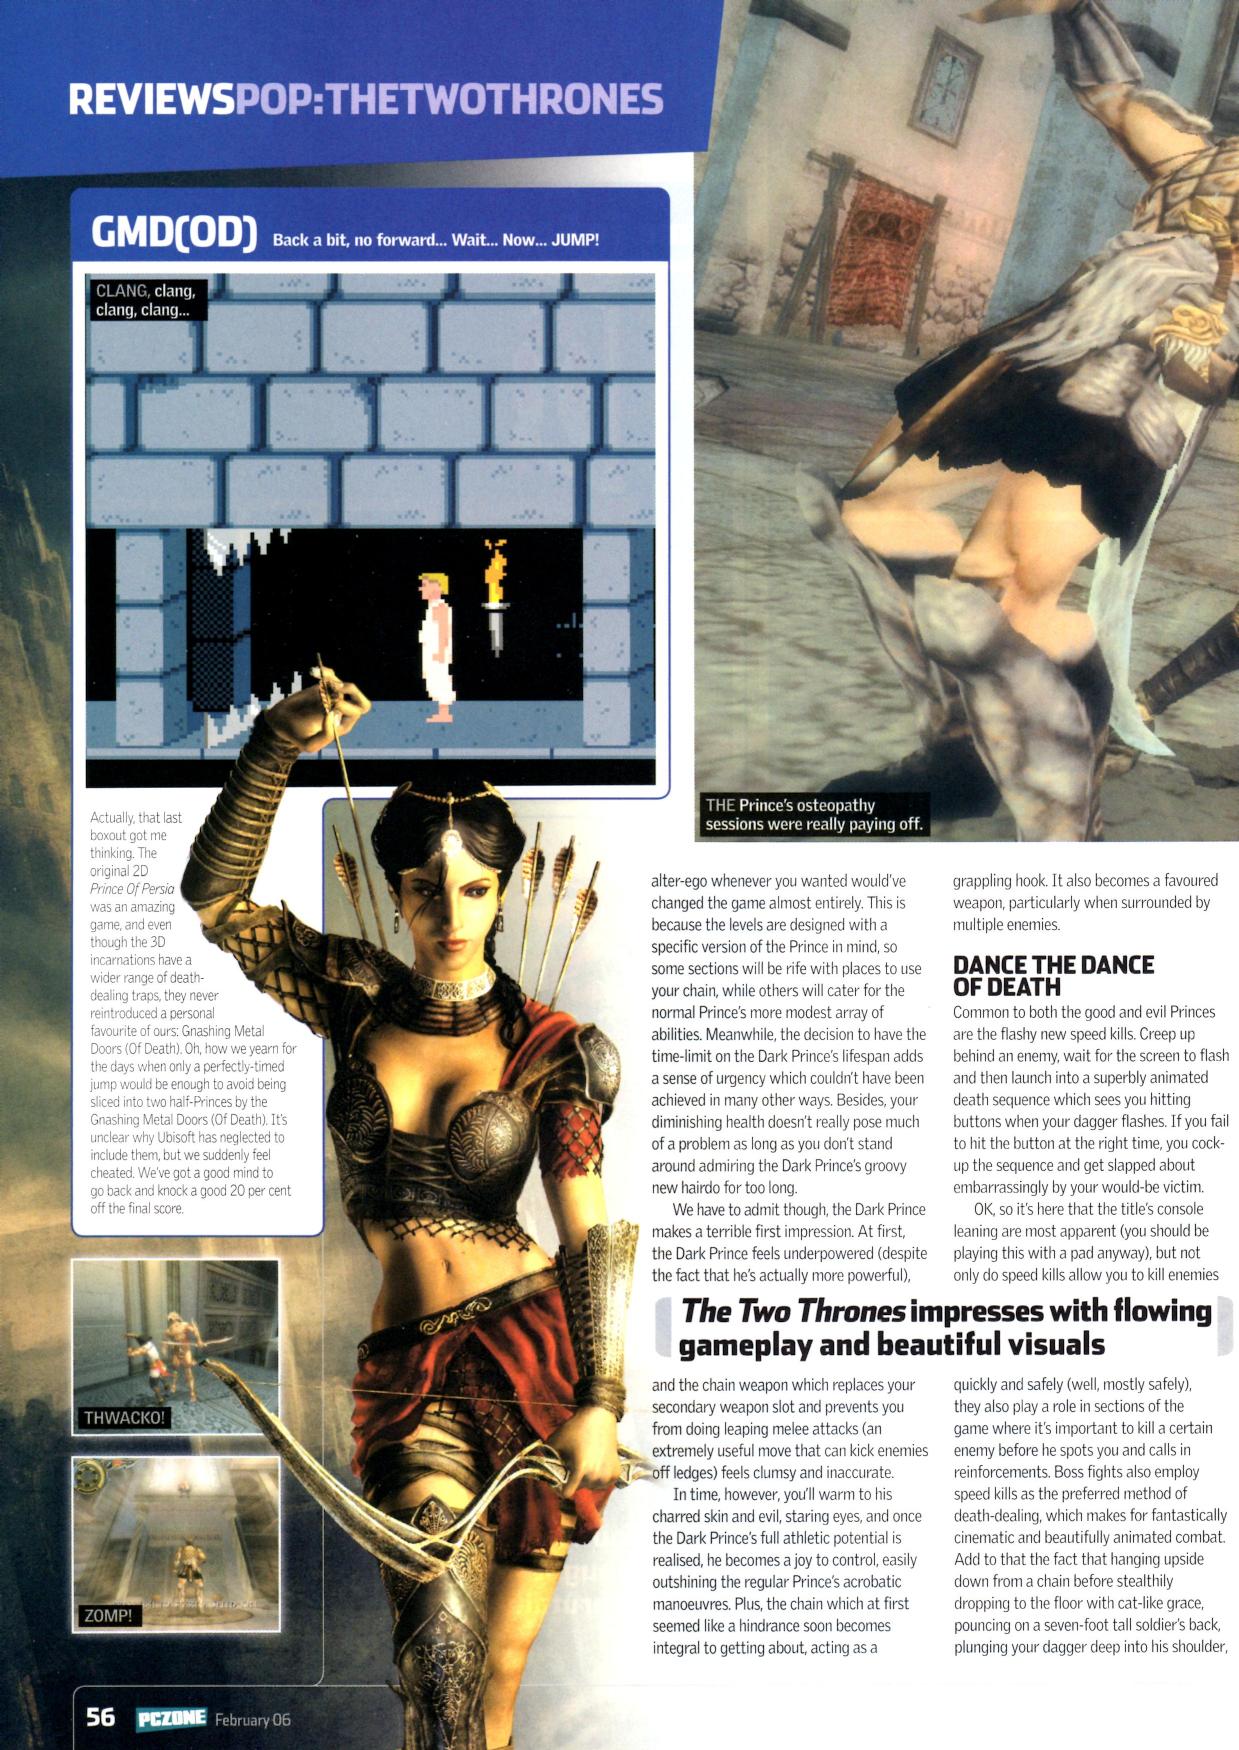 REVIEWSPOP:THETWOTHRONES
GMD(OD) Back a bit, no forward... Wait... Now... JUMP!
CLANG, clang,
clang, clang...
Actually, that last
boxout got me
thinking. The
original 2D
Prince Of Persia
was an amazing
game, and even
though the 3D
incarnations have a
wider range of death-
dealing traps, they never
reintroduced a personal
favourite of ours: Gnashing Metal
Doors (Of Death). Oh, how we yearn for
the days when only a perfectly-timed
jump would be enough to avoid being
sliced into two half-Princes by the
Gnashing Metal Doors (Of Death). It's
unclear why Ubisoft has neglected to
include them, but we suddenly feel
cheated. We've got a good mind to
go back and knock a good 20 per cent
off the final score.
THWACKO!
ZOMP!
THE Prince's osteopathy
sessions were really paying off.
alter-ego whenever you wanted would've
changed the game almost entirely. This is
because the levels are designed with a
specific version of the Prince in mind, so
some sections will be rife with places to use
your chain, while others will cater for the
normal Prince's more modest array of
abilities. Meanwhile, the decision to have the
time-limit on the Dark Prince's lifespan adds
a sense of urgency which couldn't have been
achieved in many other ways. Besides, your
diminishing health doesn't really pose much
of a problem as long as you don't stand
around admiring the Dark Prince's groovy
new hairdo for too long.
We have to admit though, the Dark Prince
makes a terrible first impression. At first,
the Dark Prince feels underpowered (despite
the fact that he's actually more powerful),
and the chain weapon which replaces your
secondary weapon slot and prevents you
from doing leaping melee attacks (an
extremely useful move that can kick enemies
off ledges) feels clumsy and inaccurate.
In time, however, you'll warm to his
charred skin and evil, staring eyes, and once
the Dark Prince's full athletic potential is
realised, he becomes a joy to control, easily
outshining the regular Prince's acrobatic
manoeuvres. Plus, the chain which at first
seemed like a hindrance soon becomes
integral to getting about, acting as a
grappling hook. It also becomes a favoured
weapon, particularly when surrounded by
multiple enemies.
DANCE THE DANCE
OF DEATH
Common to both the good and evil Princes
are the flashy new speed kills. Creep up
behind an enemy, wait for the screen to flash
and then launch into a superbly animated
death sequence which sees you hitting
buttons when your dagger flashes. If you fail
to hit the button at the right time, you cock-
up the sequence and get slapped about
embarrassingly by your would-be victim.
OK, so it's here that the title's console
leaning are most apparent (you should be
playing this with a pad anyway), but not
only do speed kills allow you to kill enemies
quickly and safely (well, mostly safely),
they also play a role in sections of the
game where it's important to kill a certain
enemy before he spots you and calls in
reinforcements. Boss fights also employ
speed kills as the preferred method of
death-dealing, which makes for fantastically
cinematic and beautifully animated combat.
Add to that the fact that hanging upside
down from a chain before stealthily
dropping to the floor with cat-like grace,
pouncing on a seven-foot tall soldier's back,
plunging your dagger deep into his shoulder,
The Two Thrones impresses with flowing
gameplay and beautiful visuals
56 PCZONE February 06